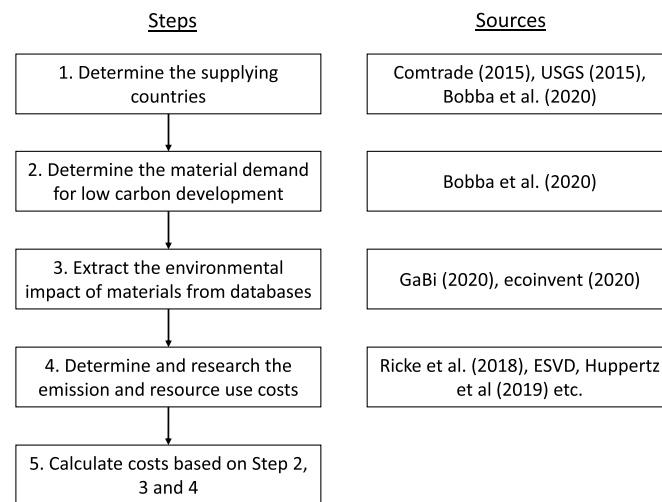 Steps
Sources
1. Determine the supplying
countries
Comtrade (2015), USGS (2015),
Bobba et al. (2020)
2. Determine the material demand
for low carbon development
Bobba et al. (2020)
3. Extract the environmental
impact of materials from databases
GaBi (2020), ecoinvent (2020)
4. Determine and research the
emission and resource use costs
Ricke et al. (2018), ESVD, Huppertz
et al (2019) etc.
5. Calculate costs based on Step 2,
3 and 4